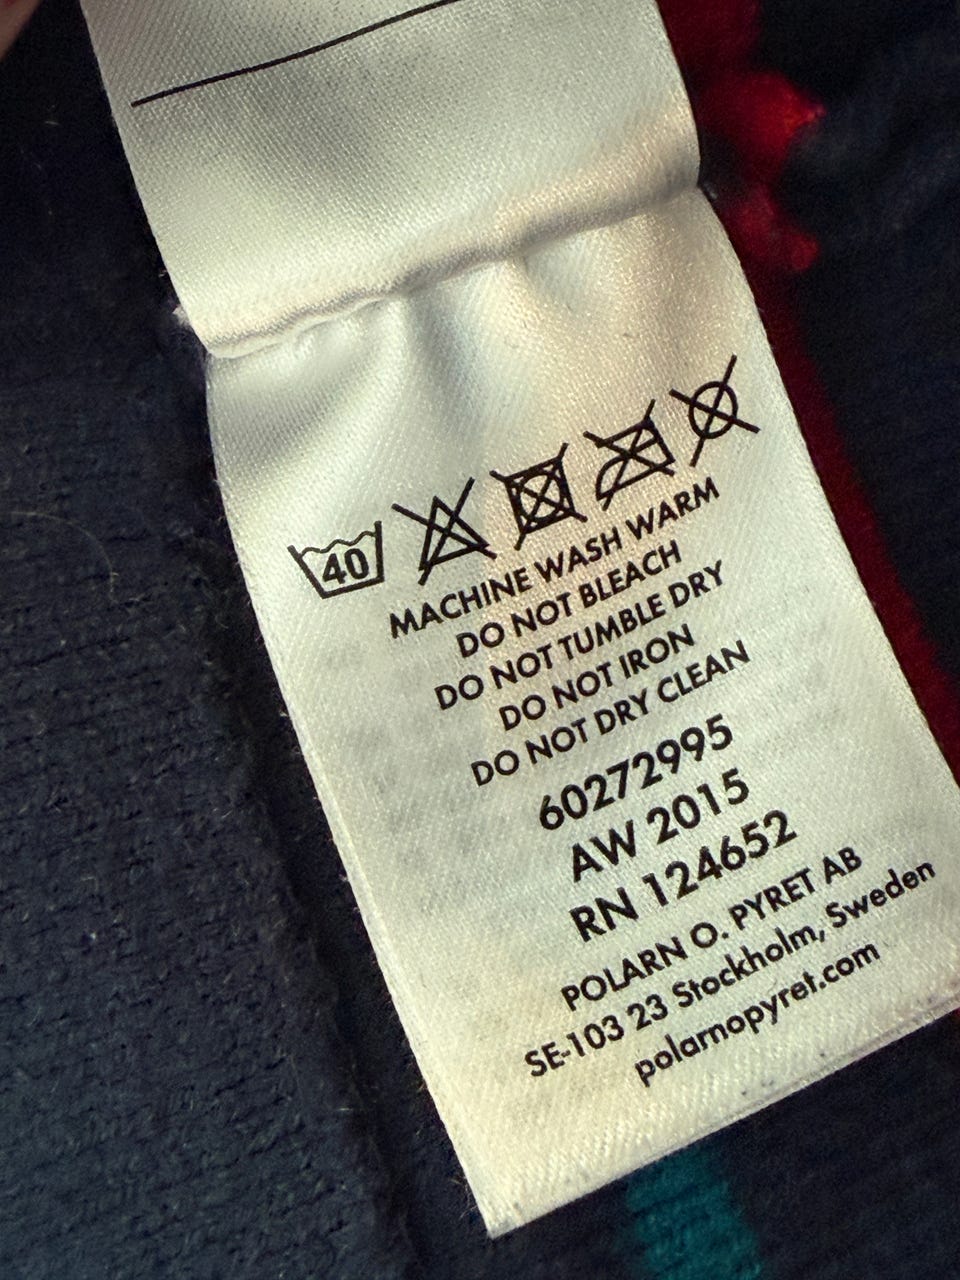 40
MACHINE WASH WARM
DO NOT BLEACH
DO NOT TUMBLE DRY
DO NOT IRON
DO NOT DRY CLEAN
60272995
AW 2015
RN 124652
POLARN O. PYRET AB
SE-103 23 Stockholm, Sweden
polarnopyret.com